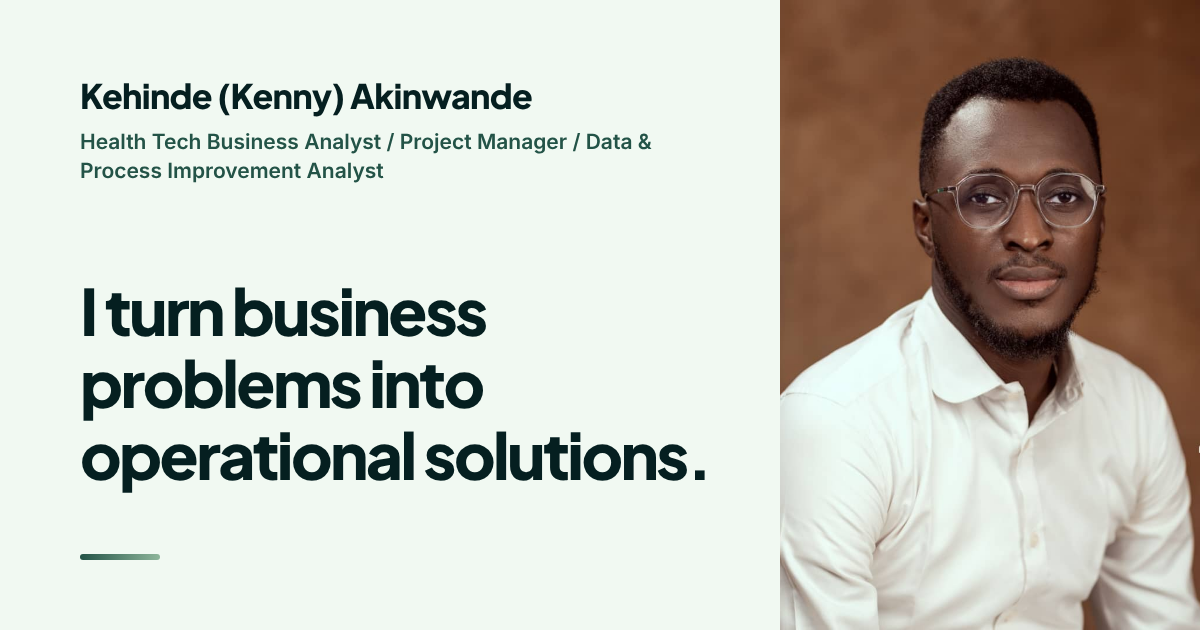 Kehinde (Kenny) Akinwande
Health Tech Business Analyst / Project Manager / Data &
Process Improvement Analyst
I turn business
problems into
operational solutions.